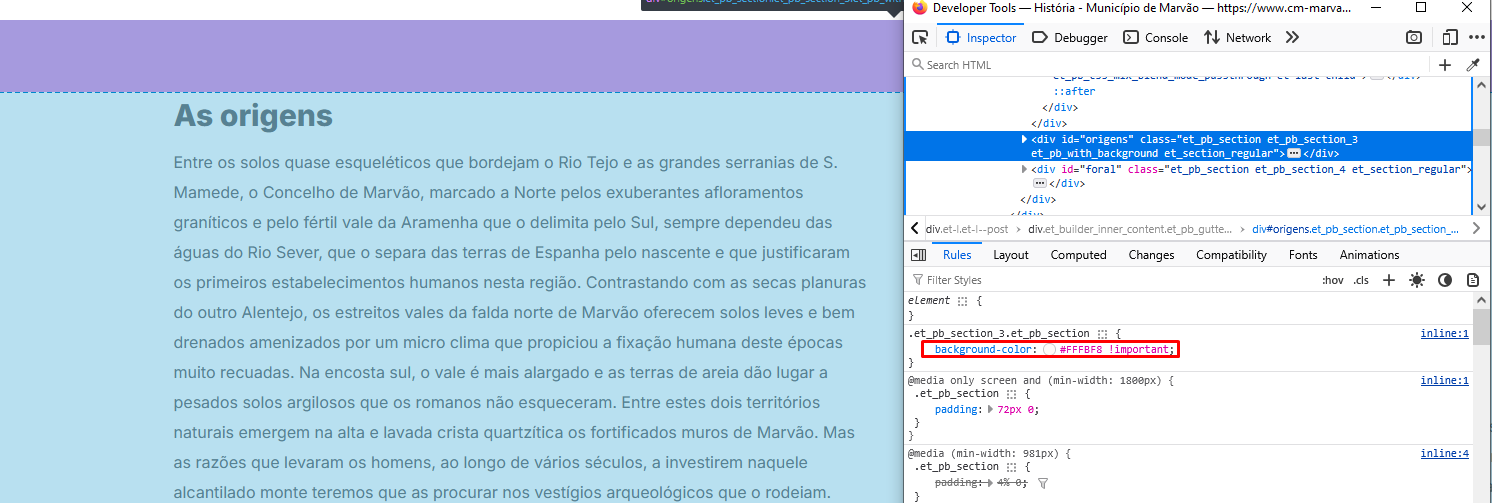 As origens
Entre os solos quase esqueléticos que bordejam o Rio Tejo e as grandes serranias de S.
Mamede, o Concelho de Marvão, marcado a Norte pelos exuberantes afloramentos
graníticos e pelo fértil vale da Aramenha que o delimita pelo Sul, sempre dependeu das
águas do Rio Sever, que o separa das terras de Espanha pelo nascente e que justificaram
os primeiros estabelecimentos humanos nesta região. Contrastando com as secas planuras
do outro Alentejo, os estreitos vales da falda norte de Marvão oferecem solos leves e bem
drenados amenizados por um micro clima que propiciou a fixação humana deste épocas
muito recuadas. Na encosta sul, o vale é mais alargado e as terras de areia dão lugar a
pesados solos argilosos que os romanos não esqueceram. Entre estes dois territórios
naturais emergem na alta e lavada crista quartzítica os fortificados muros de Marvão. Mas
as razões que levaram os homens, ao longo de vários séculos, a investirem naquele
alcantilado monte teremos que as procurar nos vestígios arqueológicos que o rodeiam.
Developer Tools — História - Município de Marvão — https://www.cm-marva...
Inspector Debugger Console Network
Search HTML
::after
</div>
</div>
<div id="origens" class="et_pb_section et_pb_section_3
et_pb_with_background et_section_regular"></div>
<div id="foral" class="et_pb_section et_pb_section_4 et_section_regular">
</div>
</div>
div.et-l.et-l--post div.et_builder_inner_content.et_pb_gutte... div#origens.et_pb_section.et_pb_section_...
Rules Layout Computed Changes Compatibility Fonts Animations
Filter Styles :hov .cls
element {
}
.et_pb_section_3.et_pb_section { inline:1
background-color: #FFFBF8 !important;
}
@media only screen and (min-width: 1800px) { inline:1
.et_pb_section {
padding: 72px 0;
}
}
@media (min-width: 981px) { inline:4
.et_pb_section {
padding: 4% 0;
}